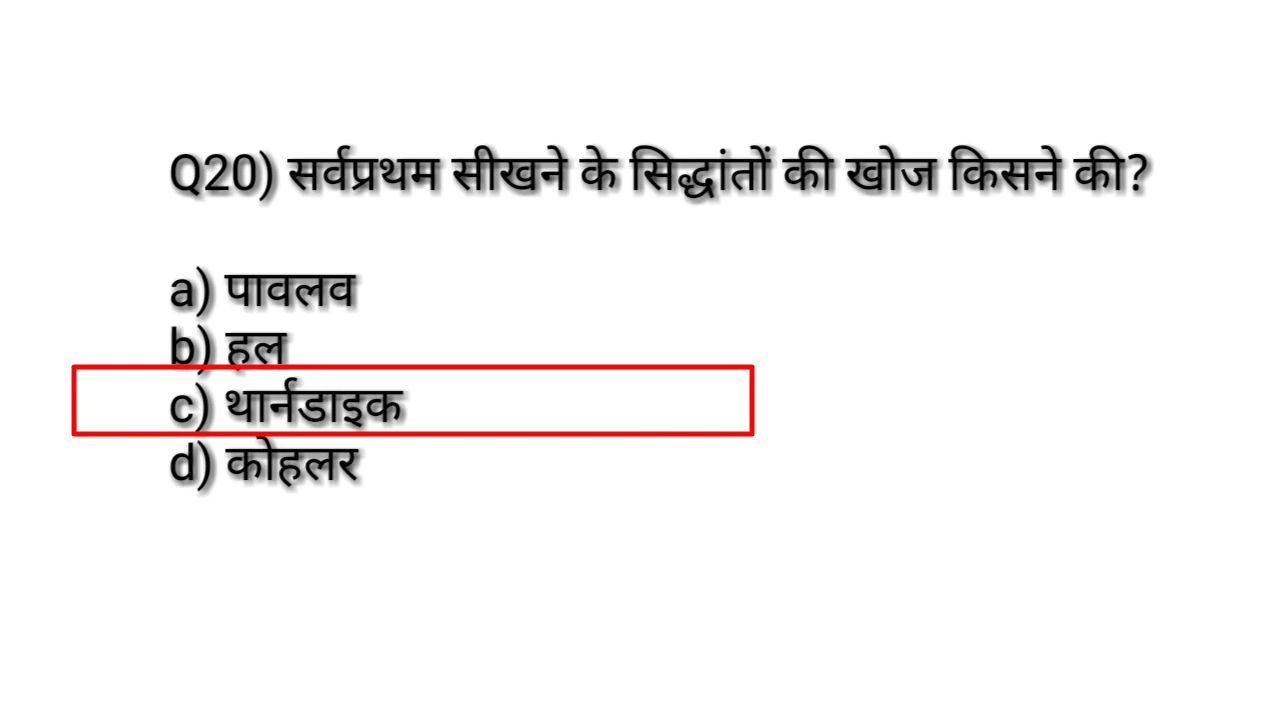 Q20) सर्वप्रथम सीखने के सिद्धांतों की खोज किसने की?
a) पावलव
b) हल
c) थार्नडाइक
d) कोहलर